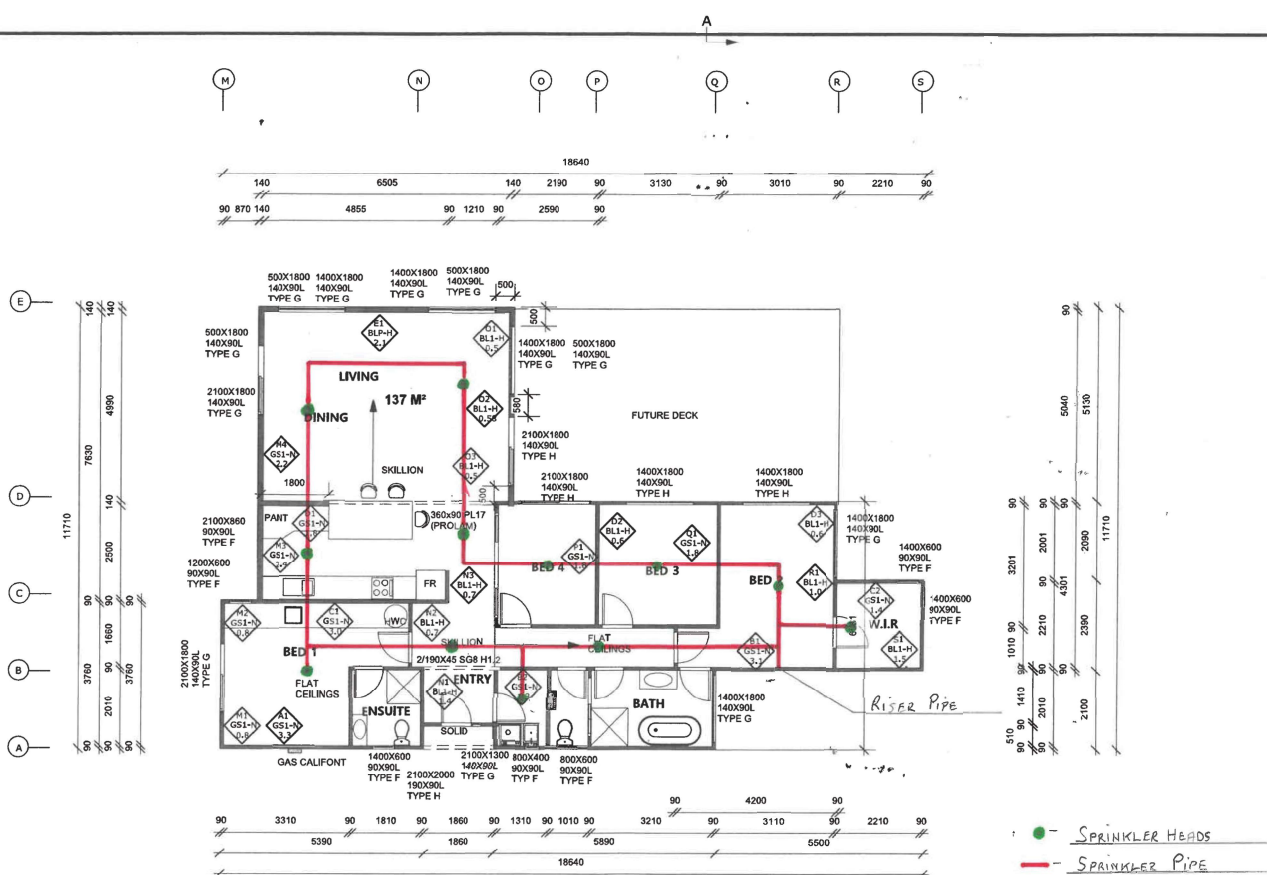 A
M N O P Q R S
18640
140 6505 140 2190 90 3130 90 3010 90 2210 90
90 870 140 4855 90 1210 90 2590 90
E
D
C
B
A
140 140
4990
7630
140
11710
2500
90 90 90
1660
3760 90 3760
2010
90 90 90 90
500X1800
140X90L
TYPE G
1400X1800
140X90L
TYPE G
1400X1800
140X90L
TYPE G
500X1800
140X90L
TYPE G
500
500
500X1800
140X90L
TYPE G
2100X1800
140X90L
TYPE G
2100X860
90X90L
TYPE F
1200X600
90X90L
TYPE F
2100X1800
140X90L
TYPE G
E1
BLP-H
2.1
O1
BL1-H
0.5
1400X1800
140X90L
TYPE G
500X1800
140X90L
TYPE G
LIVING
137 M²
DINING
O2
BL1-H
0.55
580
FUTURE DECK
2100X1800
140X90L
TYPE H
GS1-N
2.2
O3
BL1-H
0.5
SKILLION
1800
500
2100X1800
140X90L
TYPE H
1400X1800
140X90L
TYPE H
1400X1800
140X90L
TYPE H
PANT
GS1-N
360x90 PL17
(PROLAM)
M3
GS1-N
FR
P1
GS1-N
BED 4
D2
BL1-H
0.6
Q1
GS1-N
1.8
BED 3
D3
BL1-H
0.6
R1
BL1-H
1.0
BED
1400X1800
140X90L
TYPE G
1400X600
90X90L
TYPE F
1400X600
90X90L
TYPE F
C2
GS1-N
1.4
W.I.R
S1
BL1-H
1.5
N3
BL1-H
0.7
M2
GS1-N
0.8
C1
GS1-N
3.0
HWC
N2
BL1-H
0.7
SKILLION
FLAT
CEILINGS
B1
GS1-N
3.1
BED 1
FLAT
CEILINGS
2/190X45 SG8 H1.2
N1
BL1-H
1.4
ENTRY
GS1-N
ENSUITE
SOLID
BATH
1400X1800
140X90L
TYPE G
RISER PIPE
M1
GS1-N
0.8
A1
GS1-N
3.3
GAS CALIFONT
1400X600
90X90L
TYPE F
2100X2000
190X90L
TYPE H
2100X1300
140X90L
TYPE G
800X400
90X90L
TYP F
800X600
90X90L
TYPE F
90
5040 5130
90 90 90
2001 2090
3201
11710
90 4301
90 2210 2390
1010
90 90 90
1410 2010 2100
90
510
90 90
90 4200 90
90 3310 90 1810 90 1860 90 1310 90 1010 90 3210 90 3110 90 2210 90
5390 1860 5890 5500
18640
- SPRINKLER HEADS
- SPRINKLER PIPE